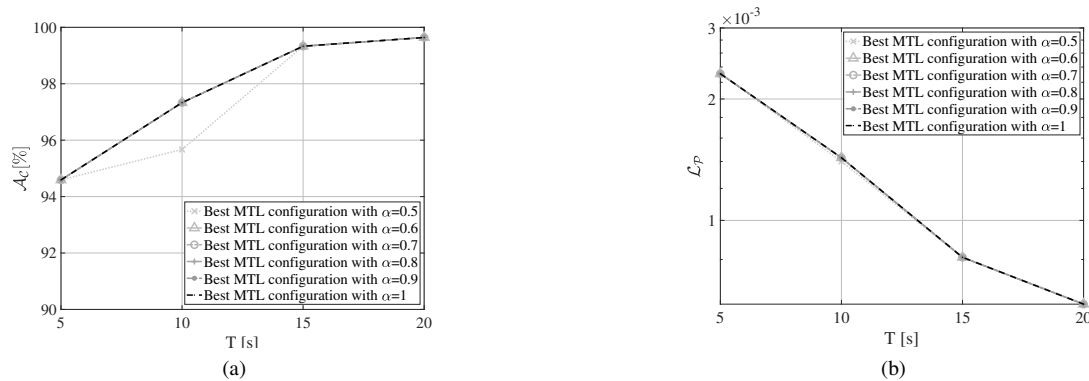 100
98
96
94
92
90
𝒜_𝒞 [%]
Best MTL configuration with α=0.5
Best MTL configuration with α=0.6
Best MTL configuration with α=0.7
Best MTL configuration with α=0.8
Best MTL configuration with α=0.9
Best MTL configuration with α=1
5 10 15 20
T [s]
(a)
3 ×10⁻³
2
1
ℒ_𝒫
Best MTL configuration with α=0.5
Best MTL configuration with α=0.6
Best MTL configuration with α=0.7
Best MTL configuration with α=0.8
Best MTL configuration with α=0.9
Best MTL configuration with α=1
5 10 15 20
T [s]
(b)